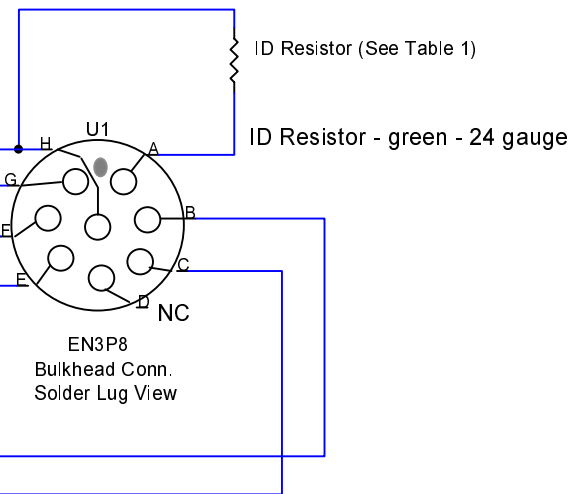 ID Resistor (See Table 1)
U1
H
A
ID Resistor - green - 24 gauge
G
B
F
C
E
D
NC
EN3P8
Bulkhead Conn.
Solder Lug View